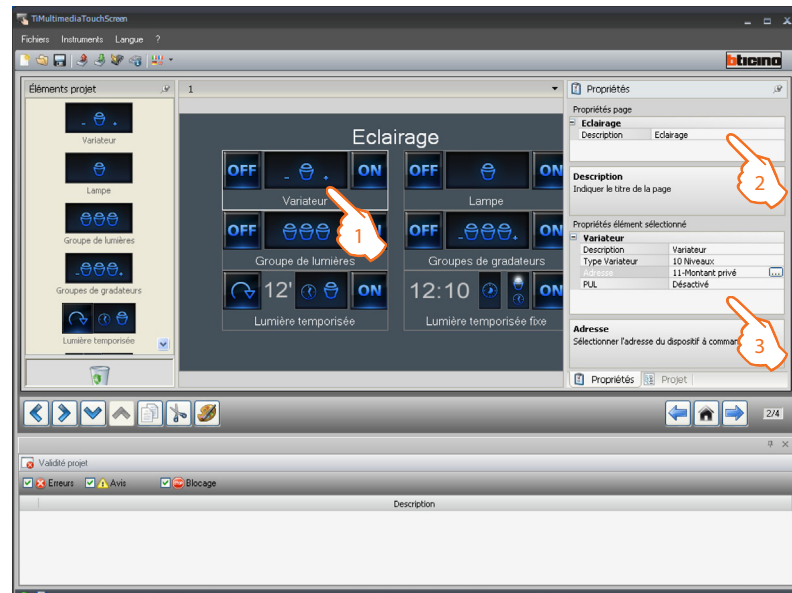 TiMultimediaTouchScreen
Fichiers Instruments Langue ?
bticino
Éléments projet
Variateur
Lampe
Groupe de lumières
Groupes de gradateurs
Lumière temporisée
1
Eclairage
OFF ON OFF ON
Variateur Lampe
OFF OFF ON
Groupe de lumières Groupes de gradateurs
12' ON 12:10 ON
Lumière temporisée Lumière temporisée fixe
1
Propriétés
Propriétés page
Eclairage
Description Eclairage
Description
Indiquer le titre de la page
2
Propriétés élément sélectionné
Variateur
Description Variateur
Type Variateur 10 Niveaux
Adresse 11-Montant privé ...
PUL Désactivé
Adresse
Sélectionner l'adresse du dispositif á comman
3
Propriétés Projet
2/4
Validité projet
Erreurs Avis Blocage
Description